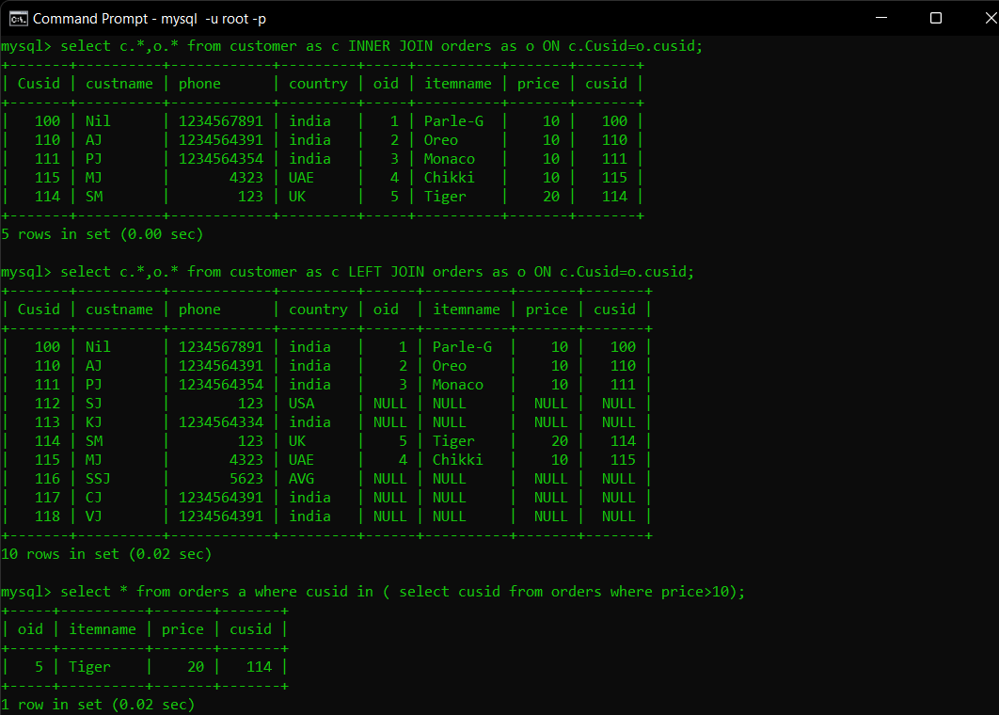 Command Prompt - mysql  -u root -p
mysql> select c.*,o.* from customer as c INNER JOIN orders as o ON c.Cusid=o.cusid;
+-------+----------+------------+---------+-----+----------+-------+-------+
| Cusid | custname | phone      | country | oid | itemname | price | cusid |
+-------+----------+------------+---------+-----+----------+-------+-------+
|   100 | Nil      | 1234567891 | india   |   1 | Parle-G  |    10 |   100 |
|   110 | AJ       | 1234564391 | india   |   2 | Oreo     |    10 |   110 |
|   111 | PJ       | 1234564354 | india   |   3 | Monaco   |    10 |   111 |
|   115 | MJ       |       4323 | UAE     |   4 | Chikki   |    10 |   115 |
|   114 | SM       |        123 | UK      |   5 | Tiger    |    20 |   114 |
+-------+----------+------------+---------+-----+----------+-------+-------+
5 rows in set (0.00 sec)
mysql> select c.*,o.* from customer as c LEFT JOIN orders as o ON c.Cusid=o.cusid;
+-------+----------+------------+---------+------+----------+-------+-------+
| Cusid | custname | phone      | country | oid  | itemname | price | cusid |
+-------+----------+------------+---------+------+----------+-------+-------+
|   100 | Nil      | 1234567891 | india   |    1 | Parle-G  |    10 |   100 |
|   110 | AJ       | 1234564391 | india   |    2 | Oreo     |    10 |   110 |
|   111 | PJ       | 1234564354 | india   |    3 | Monaco   |    10 |   111 |
|   112 | SJ       |        123 | USA     | NULL | NULL     |  NULL |  NULL |
|   113 | KJ       | 1234564334 | india   | NULL | NULL     |  NULL |  NULL |
|   114 | SM       |        123 | UK      |    5 | Tiger    |    20 |   114 |
|   115 | MJ       |       4323 | UAE     |    4 | Chikki   |    10 |   115 |
|   116 | SSJ      |       5623 | AVG     | NULL | NULL     |  NULL |  NULL |
|   117 | CJ       | 1234564391 | india   | NULL | NULL     |  NULL |  NULL |
|   118 | VJ       | 1234564391 | india   | NULL | NULL     |  NULL |  NULL |
+-------+----------+------------+---------+------+----------+-------+-------+
10 rows in set (0.02 sec)
mysql> select * from orders a where cusid in ( select cusid from orders where price>10);
+-----+----------+-------+-------+
| oid | itemname | price | cusid |
+-----+----------+-------+-------+
|   5 | Tiger    |    20 |   114 |
+-----+----------+-------+-------+
1 row in set (0.02 sec)